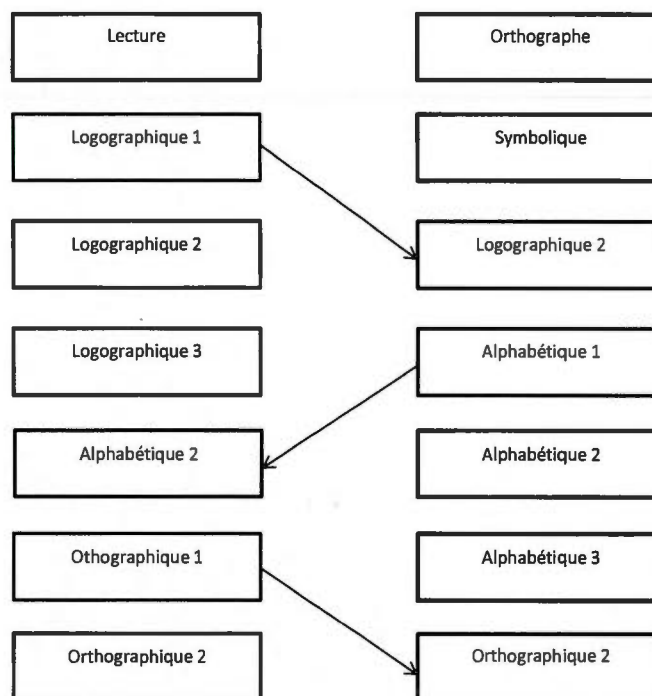 Lecture
Orthographe
Logographique 1
Symbolique
Logographique 2
Logographique 2
Logographique 3
Alphabétique 1
Alphabétique 2
Alphabétique 2
Othographique 1
Alphabétique 3
Orthographique 2
Orthographique 2